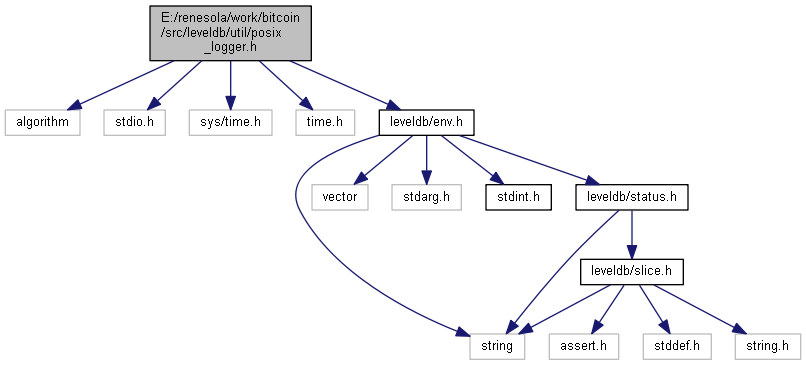 E:/renesola/work/bitcoin
/src/leveldb/util/posix
_logger.h
algorithm
stdio.h
sys/time.h
time.h
leveldb/env.h
vector
stdarg.h
stdint.h
leveldb/status.h
leveldb/slice.h
string
assert.h
stddef.h
string.h